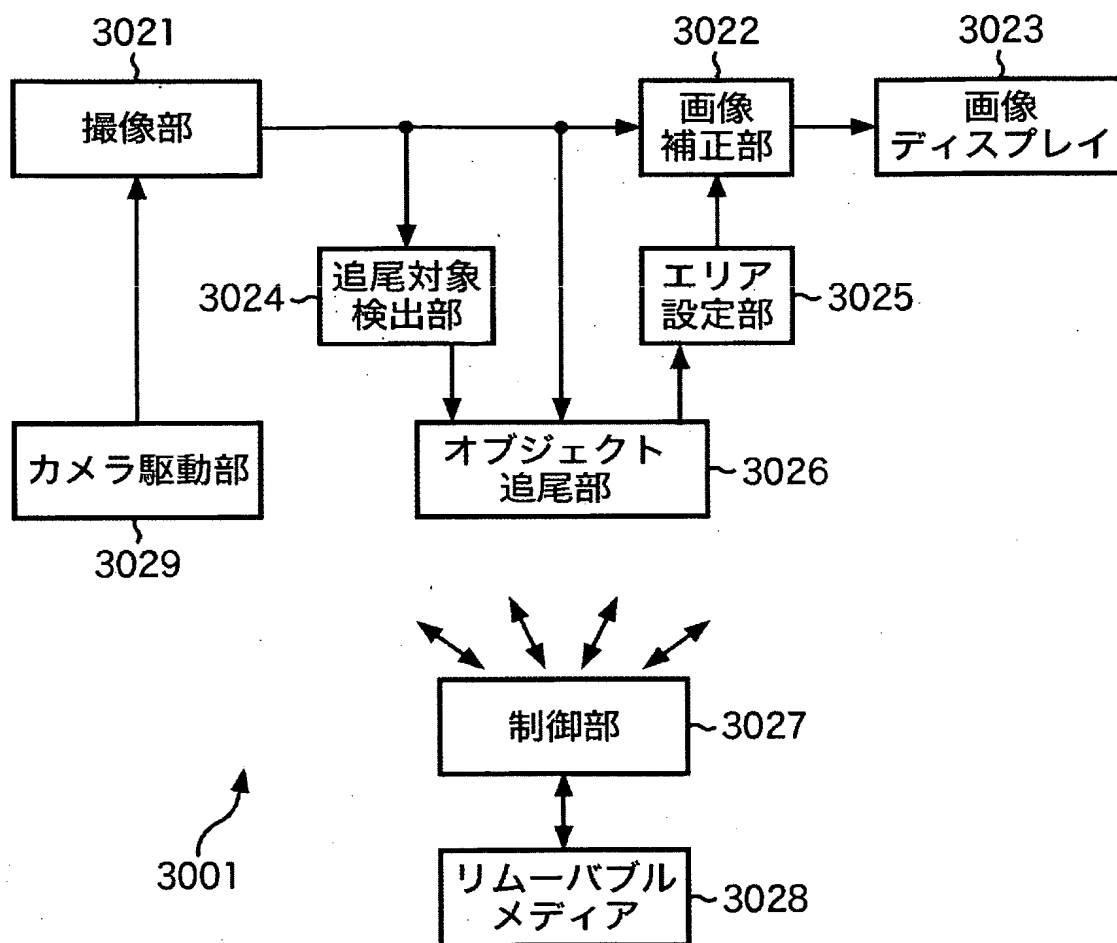 3021
撮像部
3022
画像
補正部
3023
画像
ディスプレイ
3024
追尾対象
検出部
エリア
設定部
3025
カメラ駆動部
3029
オブジェクト
追尾部
3026
制御部
3027
3001
リムーバブル
メディア
3028